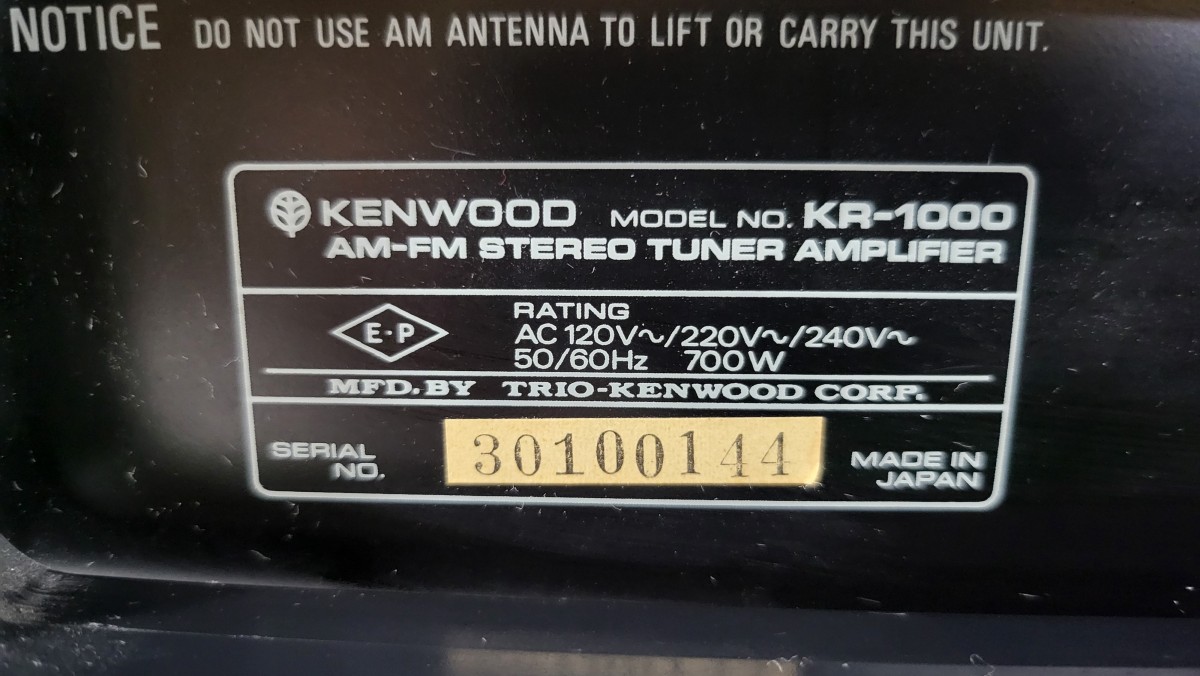 NOTICE DO NOT USE AM ANTENNA TO LIFT OR CARRY THIS UNIT.
KENWOOD MODEL NO. KR-1000
AM-FM STEREO TUNER AMPLIFIER
E·P
RATING
AC 120V~/220V~/240V~
50/60Hz 700W
MFD. BY TRIO-KENWOOD CORP.
SERIAL NO.
30100144
MADE IN
JAPAN